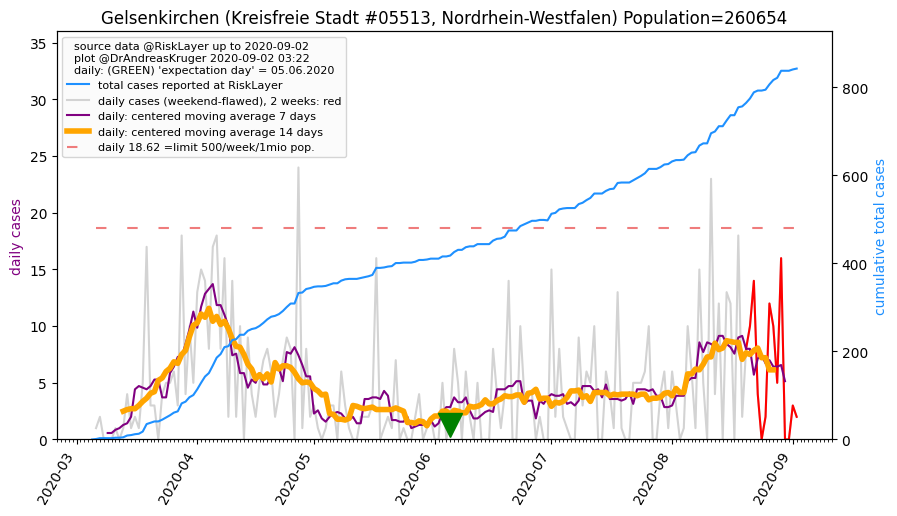 Gelsenkirchen (Kreisfreie Stadt #05513, Nordrhein-Westfalen) Population=260654
source data @RiskLayer up to 2020-09-02
plot @DrAndreasKruger 2020-09-02 03:22
daily: (GREEN) 'expectation day' = 05.06.2020
total cases reported at RiskLayer
daily cases (weekend-flawed), 2 weeks: red
daily: centered moving average 7 days
daily: centered moving average 14 days
daily 18.62 =limit 500/week/1mio pop.
daily cases
35
30
25
20
15
10
5
0
cumulative total cases
800
600
400
200
0
2020-03
2020-04
2020-05
2020-06
2020-07
2020-08
2020-09